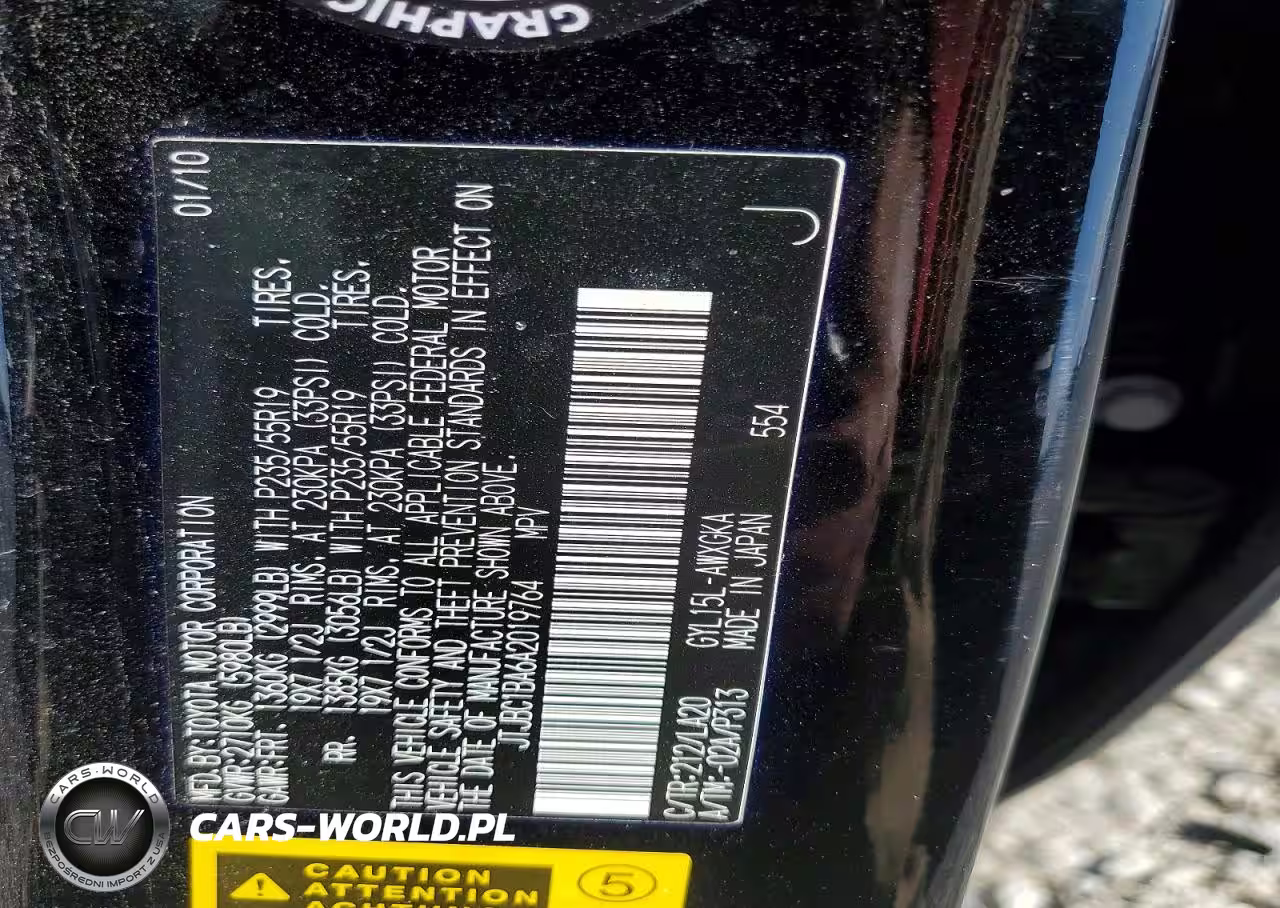 GRAPHIC
MFD.BY:TOYOTA MOTOR CORPORATION 01/10
GVWR:2710KG (5980LB)
GAWR:FRT. 1360KG (2999LB) WITH P235/55R19 TIRES,
19X7 1/2J RIMS, AT 230KPA (33PSI) COLD.
RR. 1385KG (3056LB) WITH P235/55R19 TIRES,
19X7 1/2J RIMS, AT 230KPA (33PSI) COLD.
THIS VEHICLE CONFORMS TO ALL APPLICABLE FEDERAL MOTOR
VEHICLE SAFETY AND THEFT PREVENTION STANDARDS IN EFFECT ON
THE DATE OF MANUFACTURE SHOWN ABOVE.
JTJBC1BA6A2019764 MPV
C/TR:212/LA20 GYL15L-AWXGKA 554
A/TM:-02A/P313 MADE IN JAPAN
J
CARS-WORLD
CW
BEZPOŚREDNI IMPORT Z USA
CARS-WORLD.PL
CAUTION
ATTENTION
ACHTUNG
5